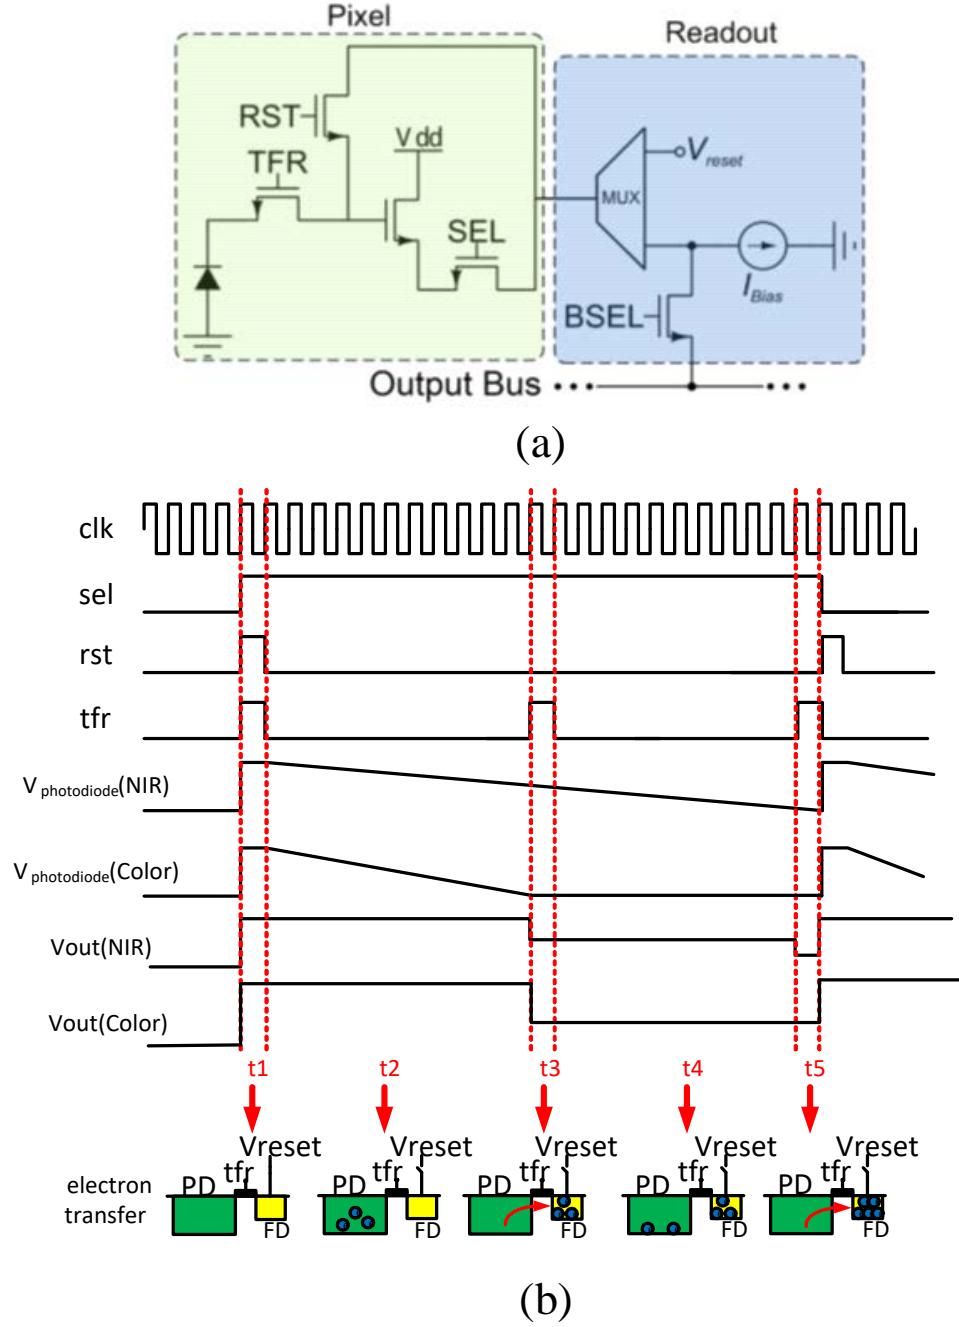 Pixel
Readout
RST
Vdd
TFR
Vreset
MUX
SEL
IBias
BSEL
Output Bus
(a)
clk
sel
rst
tfr
V photodiode(NIR)
V photodiode(Color)
Vout(NIR)
Vout(Color)
t1 t2 t3 t4 t5
Vreset Vreset Vreset Vreset Vreset
tfr tfr tfr tfr tfr
PD PD PD PD PD
electron
transfer
FD FD FD FD FD
(b)